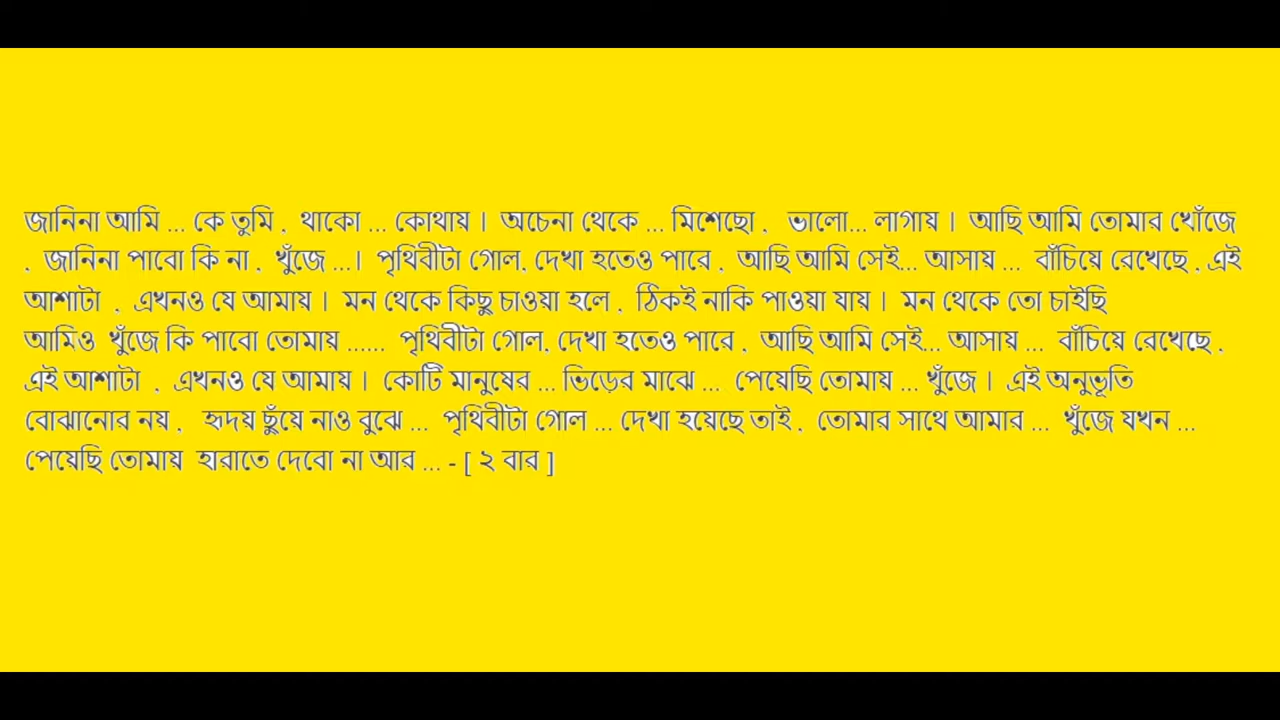 জানিনা আমি ... কে তুমি , থাকো ... কোথায় । অচেনা থেকে ... মিশেছো , ভালো... লাগায় । আছি আমি তোমার খোঁজে
, জানিনা পাবো কি না , খুঁজে ...। পৃথিবীটা গোল, দেখা হতেও পারে , আছি আমি সেই... আসায় ... বাঁচিয়ে রেখেছে , এই
আশাটা , এখনও যে আমায় । মন থেকে কিছু চাওয়া হলে , ঠিকই নাকি পাওয়া যায় । মন থেকে তো চাইছি
আমিও খুঁজে কি পাবো তোমায় ...... পৃথিবীটা গোল, দেখা হতেও পারে , আছি আমি সেই... আসায় ... বাঁচিয়ে রেখেছে ,
এই আশাটা , এখনও যে আমায় । কোটি মানুষের ... ভিড়ের মাঝে ... পেয়েছি তোমায় ... খুঁজে । এই অনুভূতি
বোঝানোর নয় , হৃদয় ছুঁয়ে নাও বুঝে ... পৃথিবীটা গোল ... দেখা হয়েছে তাই , তোমার সাথে আমার ... খুঁজে যখন ...
পেয়েছি তোমায় হারাতে দেবো না আর ... - [ ২ বার ]